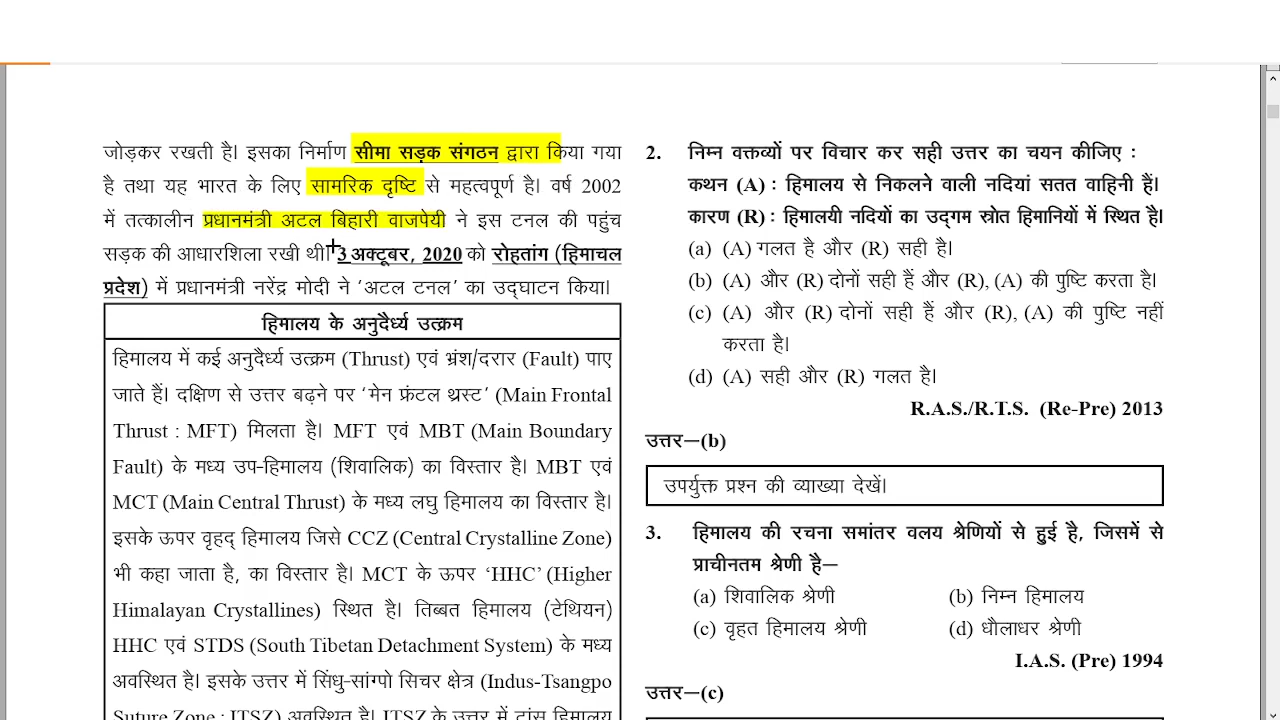 जोड़कर रखती है। इसका निर्माण सीमा सड़क संगठन द्वारा किया गया
है तथा यह भारत के लिए सामरिक दृष्टि से महत्वपूर्ण है। वर्ष 2002
में तत्कालीन प्रधानमंत्री अटल बिहारी वाजपेयी ने इस टनल की पहुंच
सड़क की आधारशिला रखी थी। 3 अक्टूबर, 2020 को रोहतांग (हिमाचल
प्रदेश) में प्रधानमंत्री नरेंद्र मोदी ने ‘अटल टनल’ का उद्घाटन किया।
हिमालय के अनुदैर्ध्य उत्क्रम
हिमालय में कई अनुदैर्ध्य उत्क्रम (Thrust) एवं भ्रंश/दरार (Fault) पाए
जाते हैं। दक्षिण से उत्तर बढ़ने पर ‘मेन फ्रंटल थ्रस्ट’ (Main Frontal
Thrust : MFT) मिलता है। MFT एवं MBT (Main Boundary
Fault) के मध्य उप-हिमालय (शिवालिक) का विस्तार है। MBT एवं
MCT (Main Central Thrust) के मध्य लघु हिमालय का विस्तार है।
इसके ऊपर वृहद् हिमालय जिसे CCZ (Central Crystalline Zone)
भी कहा जाता है, का विस्तार है। MCT के ऊपर ‘HHC’ (Higher
Himalayan Crystallines) स्थित है। तिब्बत हिमालय (टेथियन)
HHC एवं STDS (South Tibetan Detachment System) के मध्य
अवस्थित है। इसके उत्तर में सिंधु-सांग्पो सिचर क्षेत्र (Indus-Tsangpo
Suture Zone : ITSZ) अवस्थित है। ITSZ के उत्तर में ट्रांस हिमालय
2. निम्न वक्तव्यों पर विचार कर सही उत्तर का चयन कीजिए :
कथन (A) : हिमालय से निकलने वाली नदियां सतत वाहिनी हैं।
कारण (R) : हिमालयी नदियों का उद्गम स्रोत हिमानियों में स्थित है।
(a) (A) गलत है और (R) सही है।
(b) (A) और (R) दोनों सही हैं और (R), (A) की पुष्टि करता है।
(c) (A) और (R) दोनों सही हैं और (R), (A) की पुष्टि नहीं
करता है।
(d) (A) सही और (R) गलत है।
R.A.S./R.T.S. (Re-Pre) 2013
उत्तर—(b)
उपर्युक्त प्रश्न की व्याख्या देखें।
3. हिमालय की रचना समांतर वलय श्रेणियों से हुई है, जिसमें से
प्राचीनतम श्रेणी है—
(a) शिवालिक श्रेणी (b) निम्न हिमालय
(c) वृहत हिमालय श्रेणी (d) धौलाधर श्रेणी
I.A.S. (Pre) 1994
उत्तर—(c)